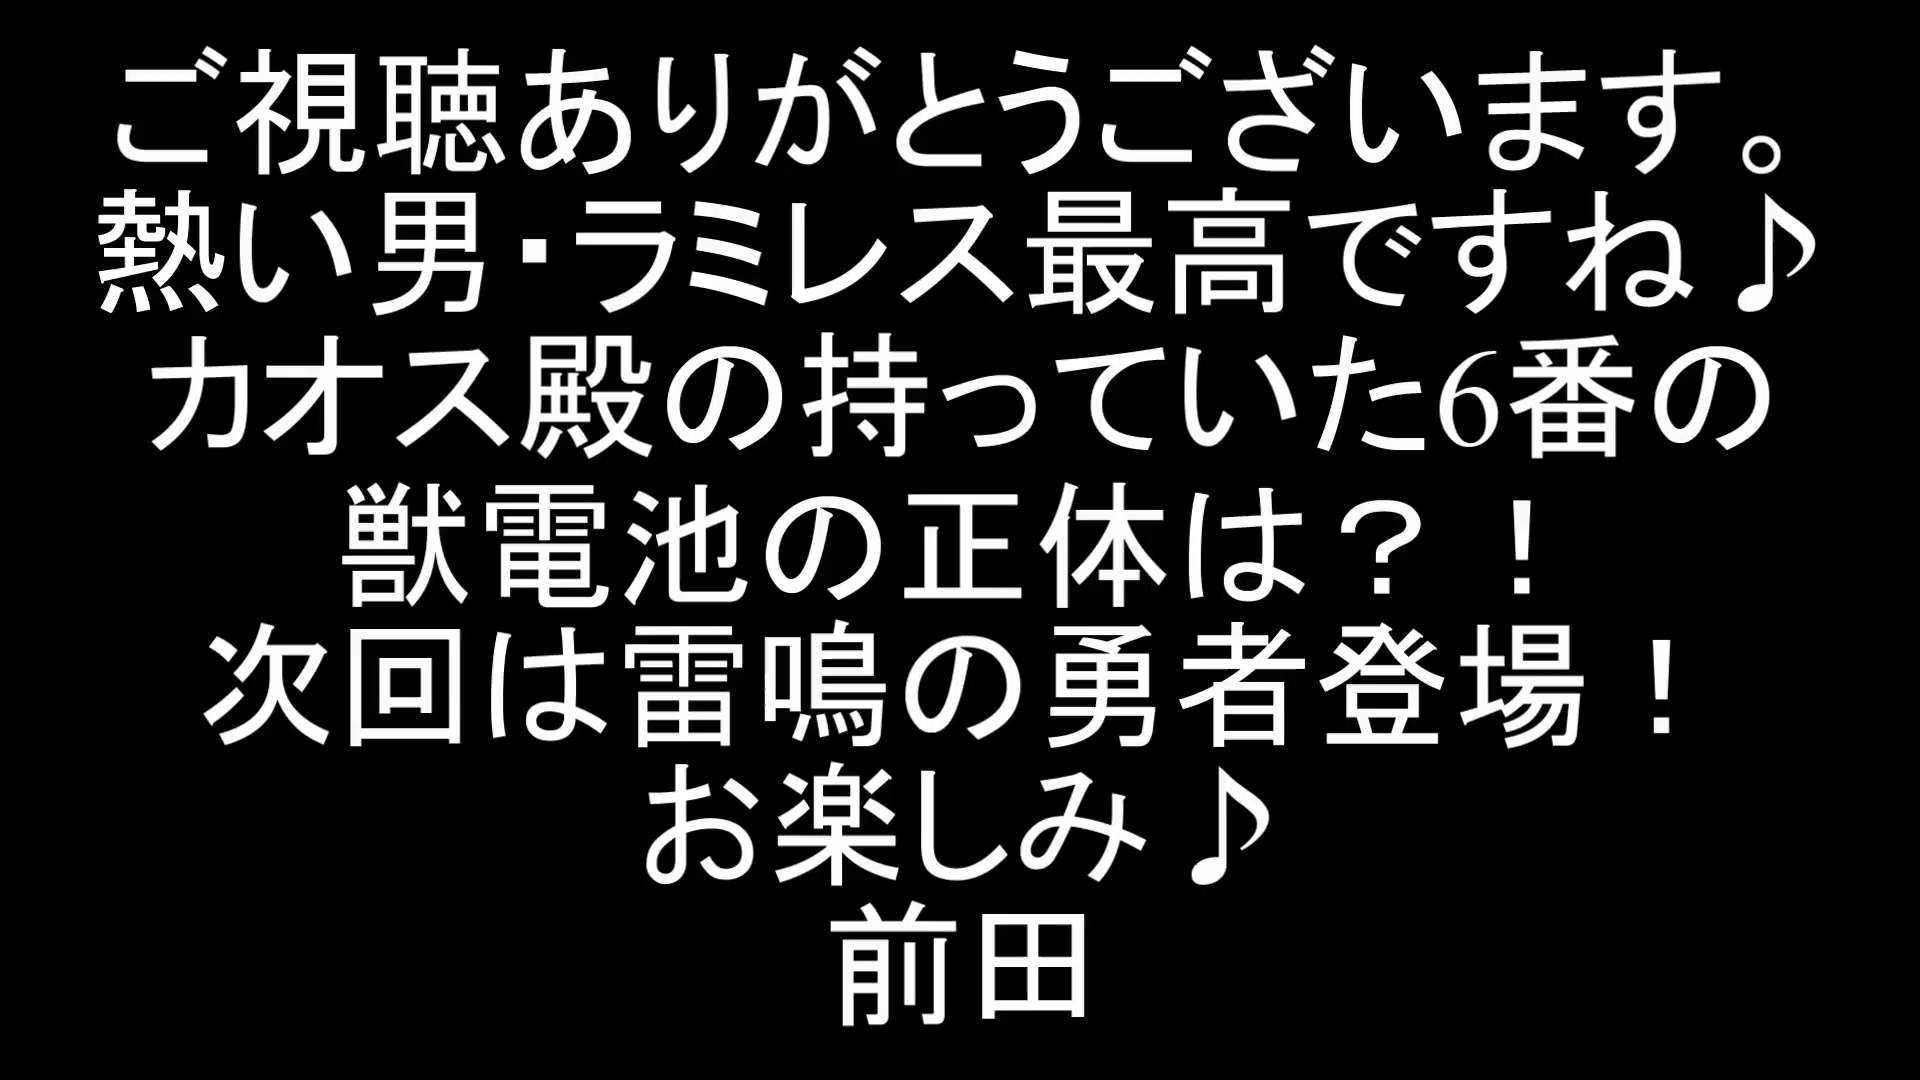 ご視聴ありがとうございます。
熱い男・ラミレス最高ですね♪
カオス殿の持っていた6番の
獣電池の正体は？！
次回は雷鳴の勇者登場！
お楽しみ♪
前田